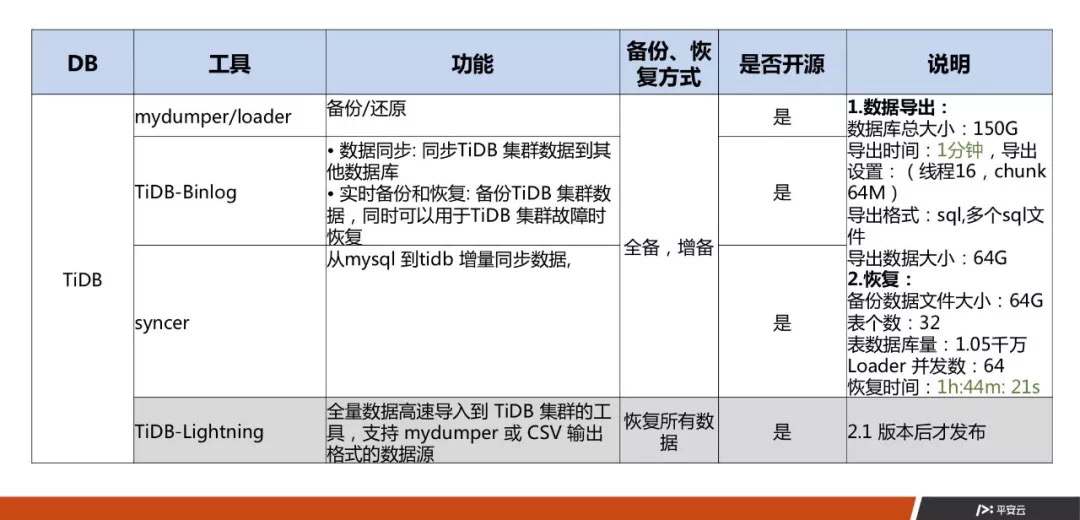 DB
工具
功能
备份、恢
复方式
是否开源
说明
TiDB
mydumper/loader
备份/还原
是
TiDB-Binlog
• 数据同步: 同步TiDB 集群数据到其
他数据库
• 实时备份和恢复: 备份TiDB 集群数
据，同时可以用于TiDB 集群故障时
恢复
是
syncer
从mysql 到tidb 增量同步数据,
是
全备，增备
1.数据导出：
数据库总大小：150G
导出时间：1分钟，导出
设置：（线程16，chunk
64M）
导出格式：sql,多个sql文
件
导出数据大小：64G
2.恢复：
备份数据文件大小：64G
表个数：32
表数据库量：1.05千万
Loader 并发数：64
恢复时间：1h:44m: 21s
TiDB-Lightning
全量数据高速导入到 TiDB 集群的工
具，支持 mydumper 或 CSV 输出
格式的数据源
恢复所有数
据
是
2.1 版本后才发布
平安云